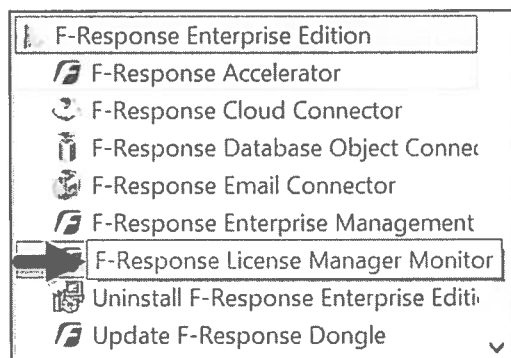 F-Response Enterprise Edition
F-Response Accelerator
F-Response Cloud Connector
F-Response Database Object Connec
F-Response Email Connector
F-Response Enterprise Management
F-Response License Manager Monitor
Uninstall F-Response Enterprise Editi
Update F-Response Dongle